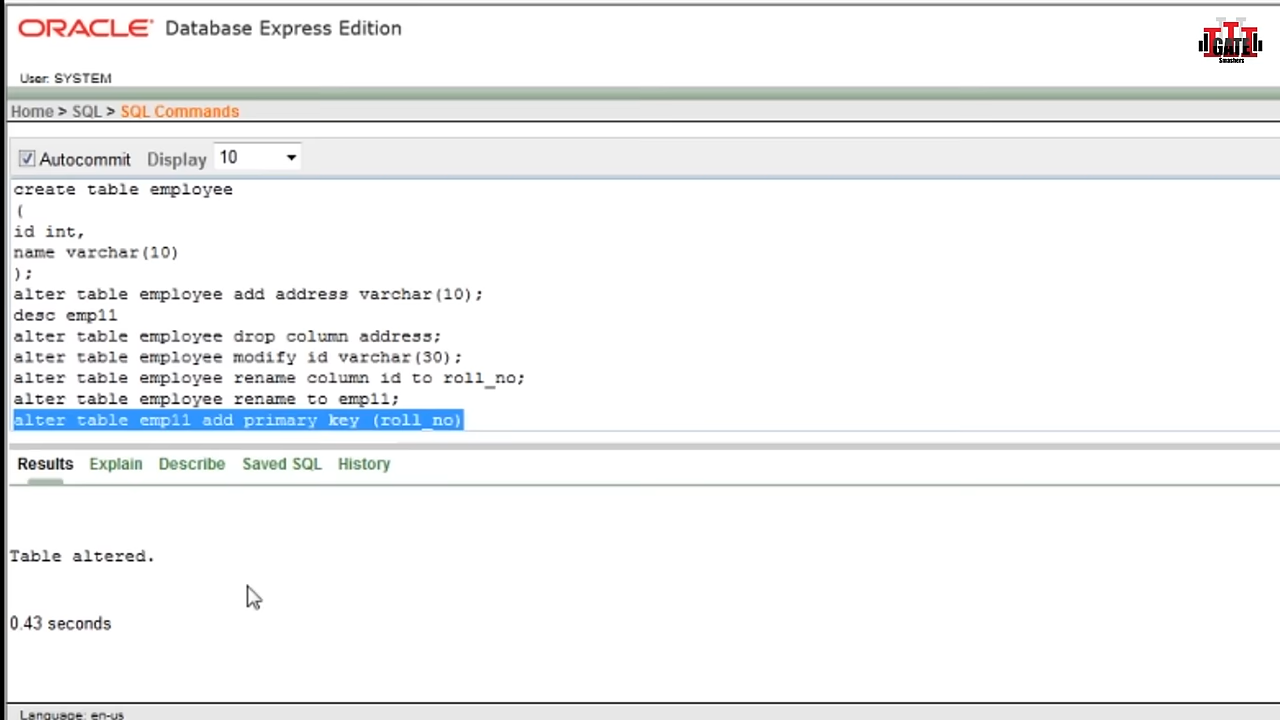 ORACLE Database Express Edition
GATE
Smashers
User: SYSTEM
Home > SQL > SQL Commands
Autocommit Display 10
create table employee
(
id int,
name varchar(10)
);
alter table employee add address varchar(10);
desc emp11
alter table employee drop column address;
alter table employee modify id varchar(30);
alter table employee rename column id to roll_no;
alter table employee rename to emp11;
alter table emp11 add primary key (roll_no)
Results Explain Describe Saved SQL History
Table altered.
0.43 seconds
Language: en-us